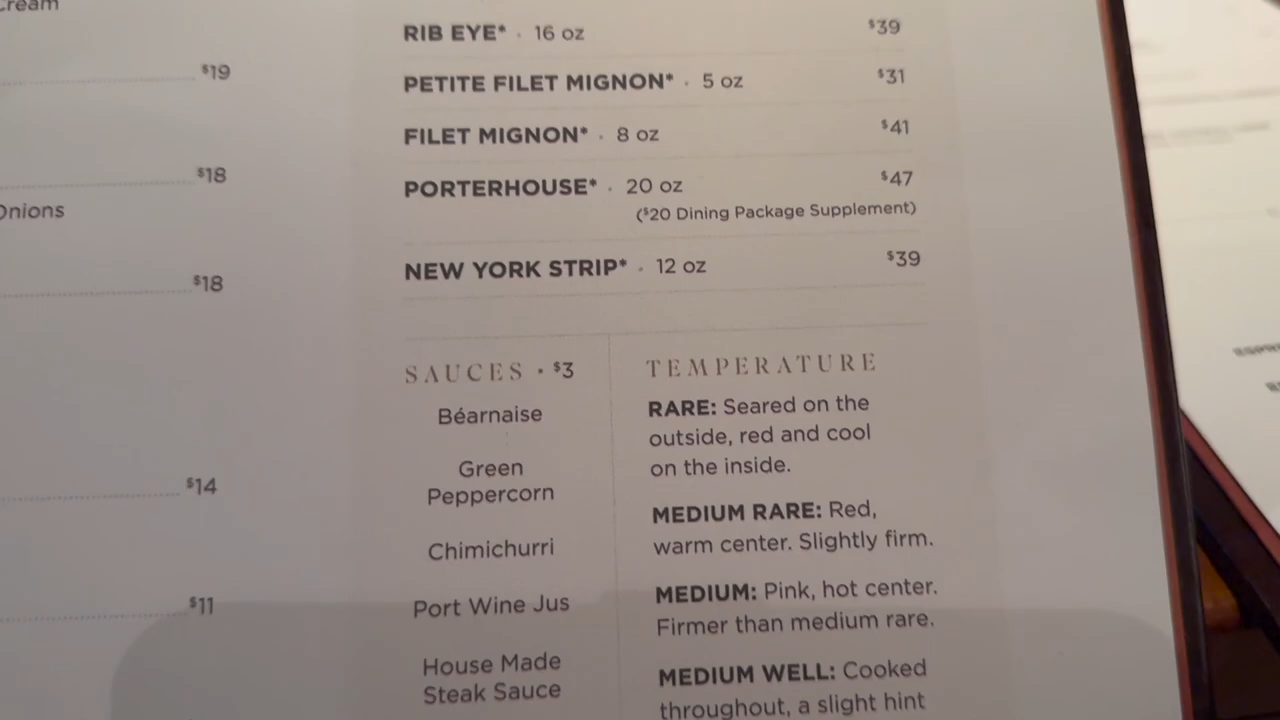 Cream
$19
$18
Onions
$18
$14
$11
RIB EYE* · 16 oz $39
PETITE FILET MIGNON* · 5 oz $31
FILET MIGNON* · 8 oz $41
PORTERHOUSE* · 20 oz $47
($20 Dining Package Supplement)
NEW YORK STRIP* · 12 oz $39
SAUCES · $3
Béarnaise
Green
Peppercorn
Chimichurri
Port Wine Jus
House Made
Steak Sauce
TEMPERATURE
RARE: Seared on the
outside, red and cool
on the inside.
MEDIUM RARE: Red,
warm center. Slightly firm.
MEDIUM: Pink, hot center.
Firmer than medium rare.
MEDIUM WELL: Cooked
throughout, a slight hint